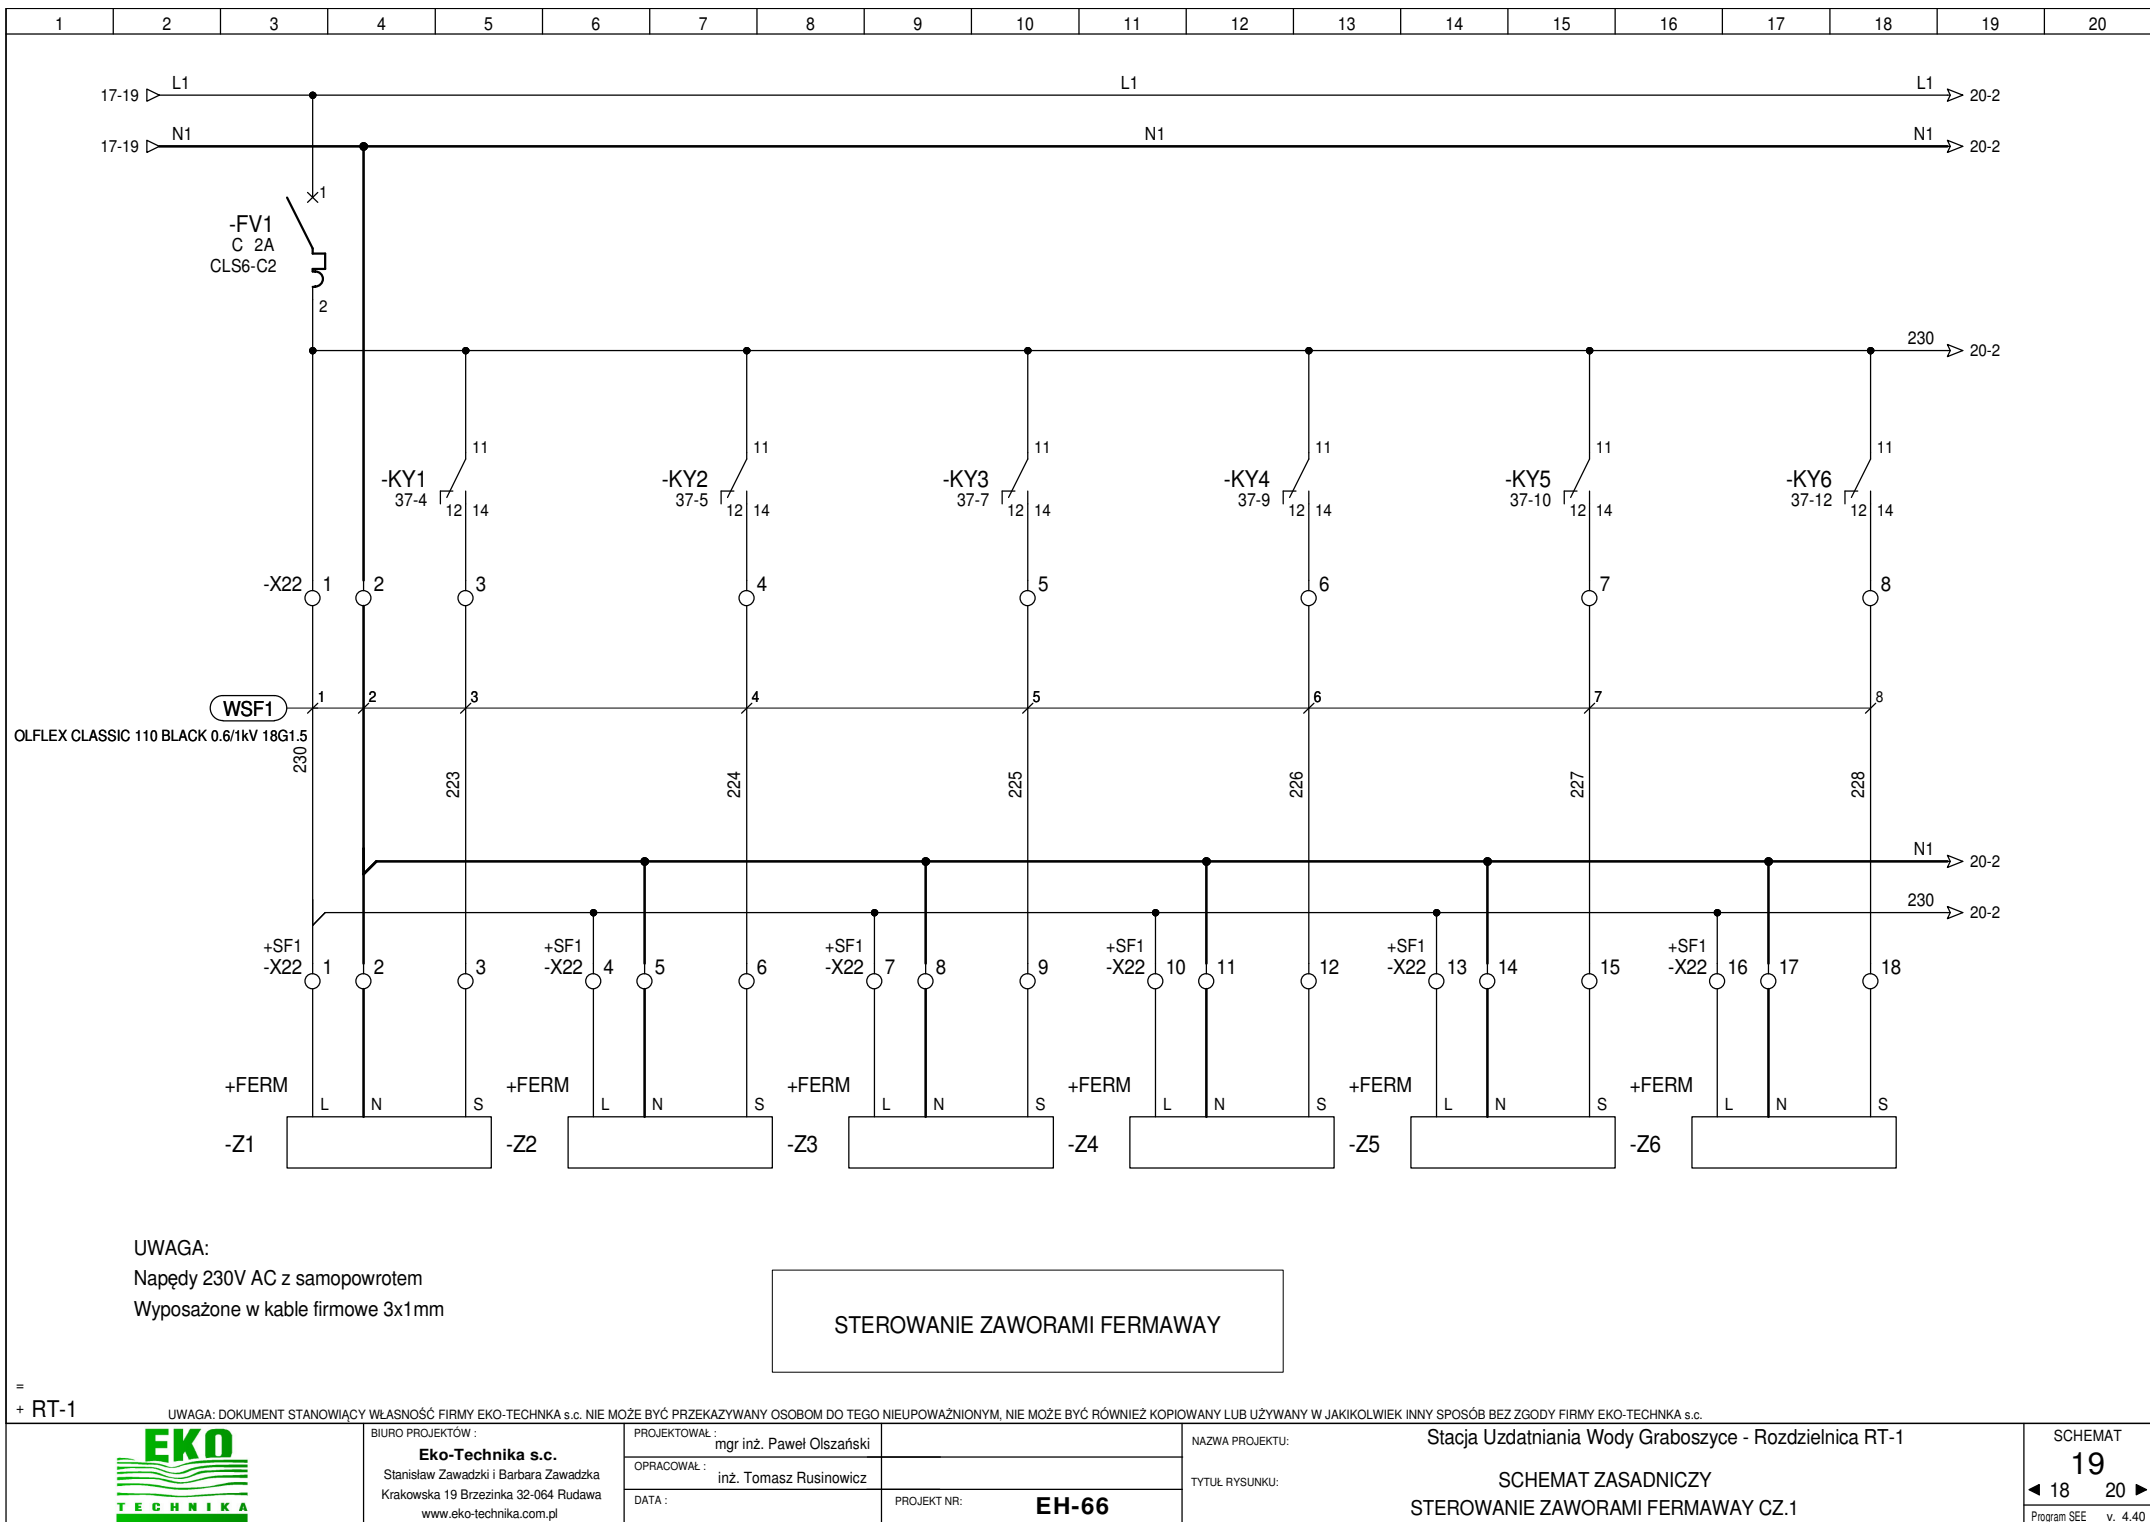 1 2 3 4 5 6 7 8 9 10 11 12 13 14 15 16 17 18 19 20
17-19 L1 L1 L1 20-2
17-19 N1 N1 N1 20-2
1
-FV1
C 2A
CLS6-C2
2
230 20-2
11 11 11 11 11 11
-KY1 -KY2 -KY3 -KY4 -KY5 -KY6
37-4 37-5 37-7 37-9 37-10 37-12
12 14 12 14 12 14 12 14 12 14 12 14
-X22 1 2 3 4 5 6 7 8
WSF1 1 2 3 4 5 6 7 8
OLFLEX CLASSIC 110 BLACK 0.6/1kV 18G1.5
230 223 224 225 226 227 228
N1 20-2
230 20-2
+SF1 +SF1 +SF1 +SF1 +SF1 +SF1
-X22 1 2 3 -X22 4 5 6 -X22 7 8 9 -X22 10 11 12 -X22 13 14 15 -X22 16 17 18
+FERM +FERM +FERM +FERM +FERM +FERM
L N S L N S L N S L N S L N S L N S
-Z1 -Z2 -Z3 -Z4 -Z5 -Z6
UWAGA:
Napędy 230V AC z samopowrotem
Wyposażone w kable firmowe 3x1mm
STEROWANIE ZAWORAMI FERMAWAY
=
+ RT-1
UWAGA: DOKUMENT STANOWIĄCY WŁASNOŚĆ FIRMY EKO-TECHNKA s.c. NIE MOŻE BYĆ PRZEKAZYWANY OSOBOM DO TEGO NIEUPOWAŻNIONYM, NIE MOŻE BYĆ RÓWNIEŻ KOPIOWANY LUB UŻYWANY W JAKIKOLWIEK INNY SPOSÓB BEZ ZGODY FIRMY EKO-TECHNKA s.c.
EKO
TECHNIKA
BIURO PROJEKTÓW :
Eko-Technika s.c.
Stanisław Zawadzki i Barbara Zawadzka
Krakowska 19 Brzezinka 32-064 Rudawa
www.eko-technika.com.pl
PROJEKTOWAŁ :
mgr inż. Paweł Olszański
OPRACOWAŁ :
inż. Tomasz Rusinowicz
DATA :
PROJEKT NR: EH-66
NAZWA PROJEKTU: Stacja Uzdatniania Wody Graboszyce - Rozdzielnica RT-1
TYTUŁ RYSUNKU: SCHEMAT ZASADNICZY
STEROWANIE ZAWORAMI FERMAWAY CZ.1
SCHEMAT
19
◄ 18 20 ►
Program SEE v. 4.40